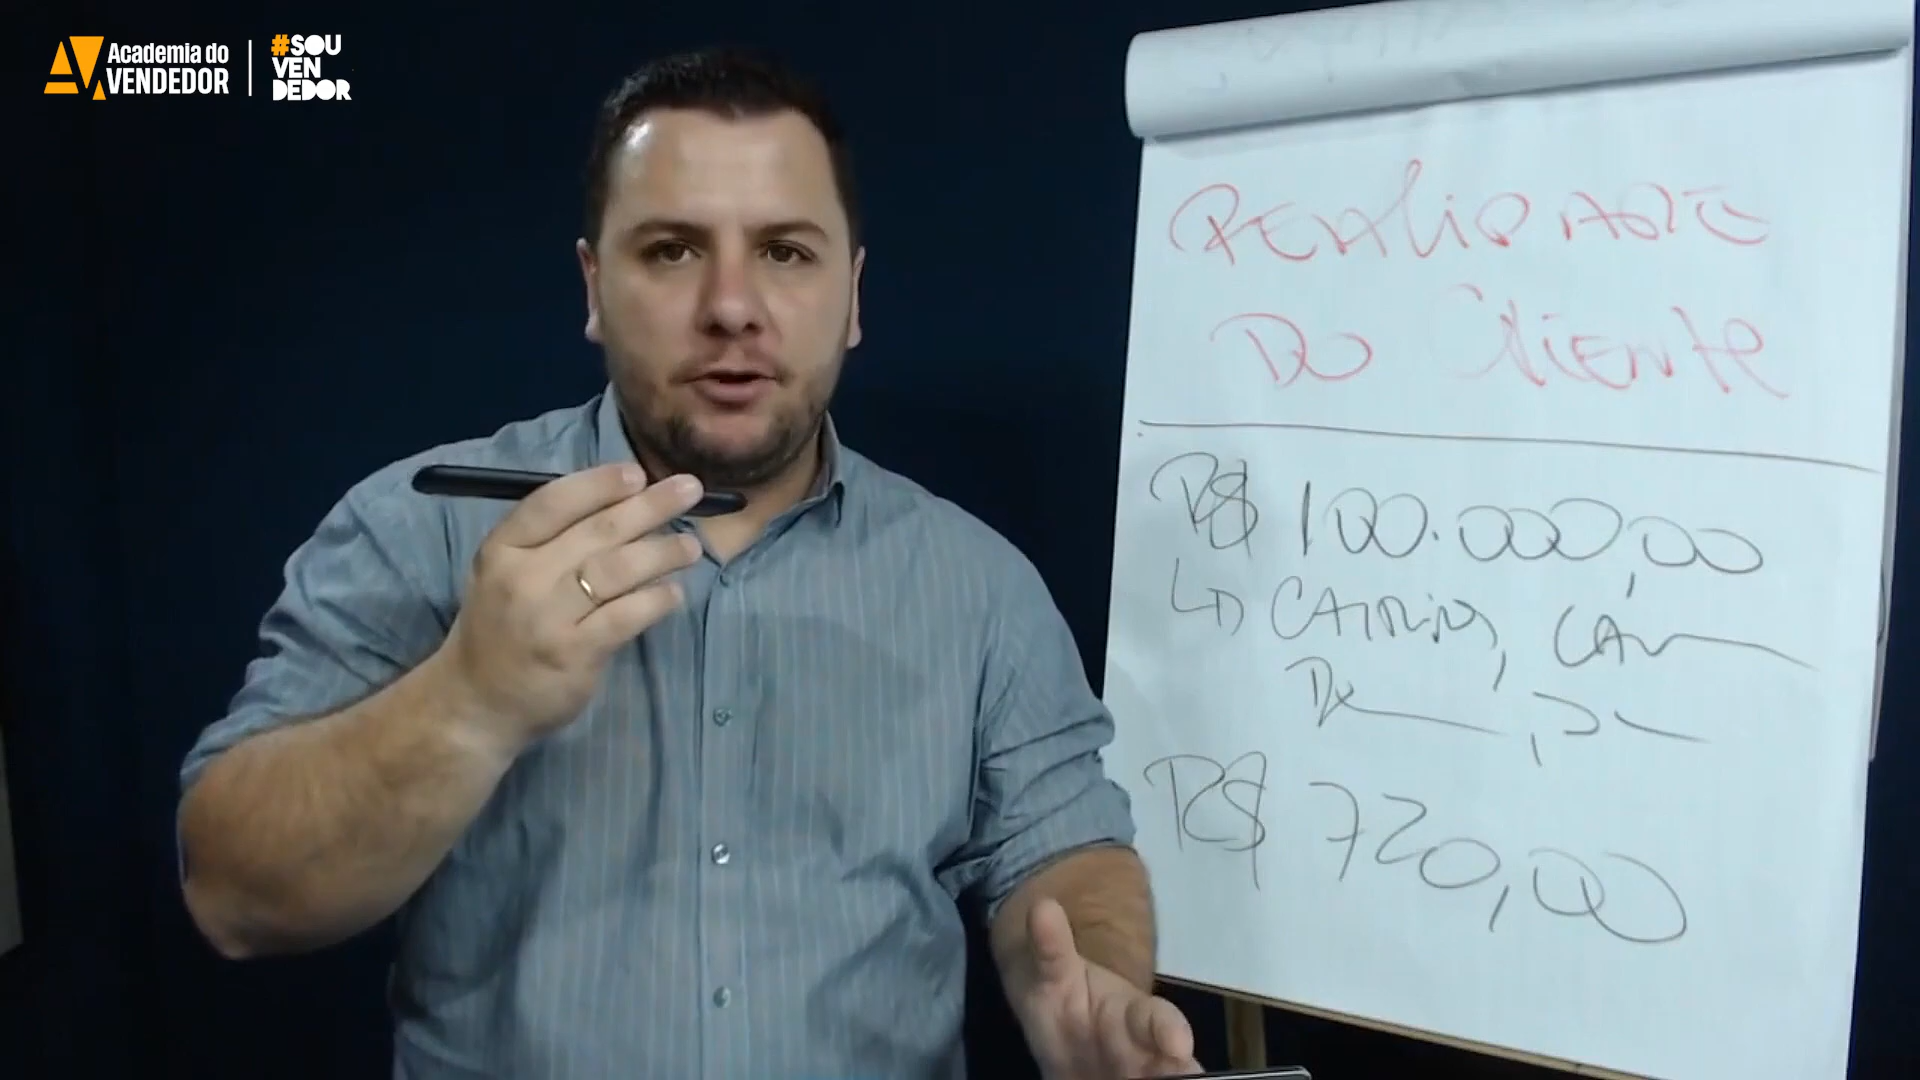 Academia do
VENDEDOR
#SOU
VEN
DEDOR
REALIDADE
DO CLIENTE
R$ 100.000,00
R$ 720,00